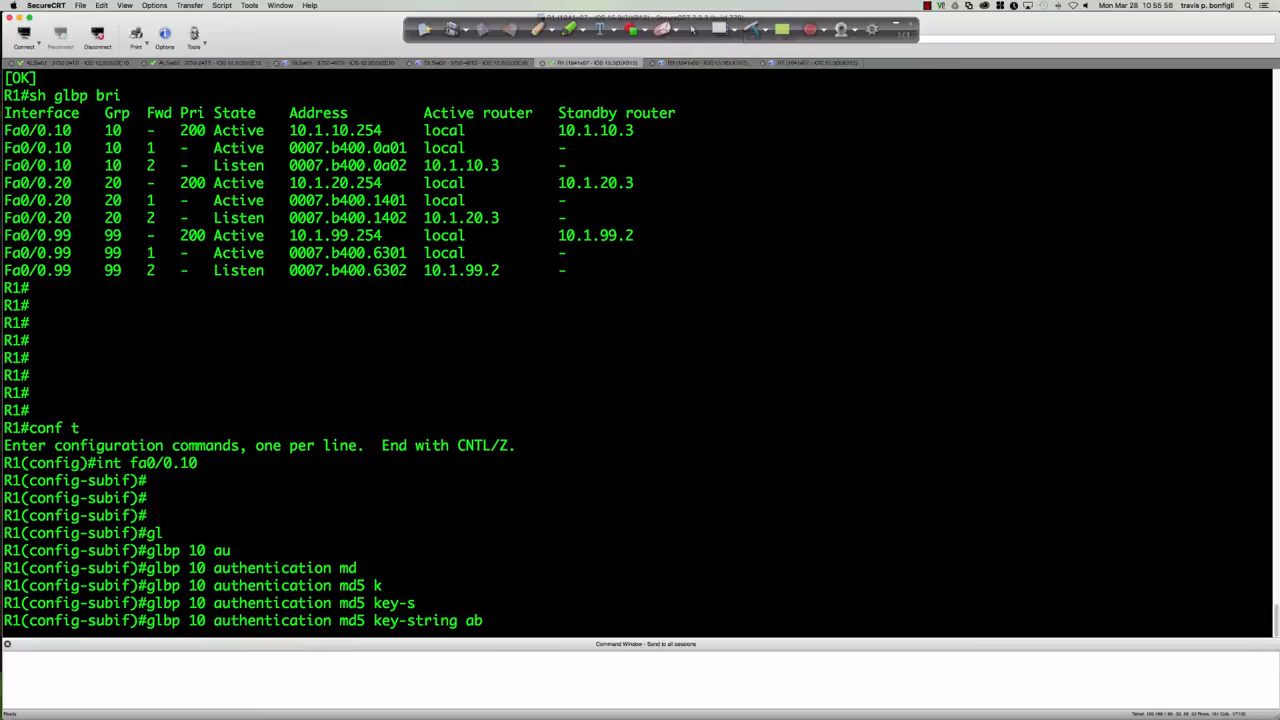 SecureCRT File Edit View Options Transfer Script Tools Window Help
Mon Mar 28 10:55:56 travis p. bonfigli
Connect Reconnect Disconnect Print Options Tools
1/1
[OK]
R1#sh glbp bri
Interface Grp Fwd Pri State Address Active router Standby router
Fa0/0.10 10 - 200 Active 10.1.10.254 local 10.1.10.3
Fa0/0.10 10 1 - Active 0007.b400.0a01 local -
Fa0/0.10 10 2 - Listen 0007.b400.0a02 10.1.10.3 -
Fa0/0.20 20 - 200 Active 10.1.20.254 local 10.1.20.3
Fa0/0.20 20 1 - Active 0007.b400.1401 local -
Fa0/0.20 20 2 - Listen 0007.b400.1402 10.1.20.3 -
Fa0/0.99 99 - 200 Active 10.1.99.254 local 10.1.99.2
Fa0/0.99 99 1 - Active 0007.b400.6301 local -
Fa0/0.99 99 2 - Listen 0007.b400.6302 10.1.99.2 -
R1#
R1#
R1#
R1#
R1#
R1#
R1#
R1#
R1#conf t
Enter configuration commands, one per line. End with CNTL/Z.
R1(config)#int fa0/0.10
R1(config-subif)#
R1(config-subif)#
R1(config-subif)#
R1(config-subif)#gl
R1(config-subif)#glbp 10 au
R1(config-subif)#glbp 10 authentication md
R1(config-subif)#glbp 10 authentication md5 k
R1(config-subif)#glbp 10 authentication md5 key-s
R1(config-subif)#glbp 10 authentication md5 key-string ab
Command Window - Send to all sessions
Ready